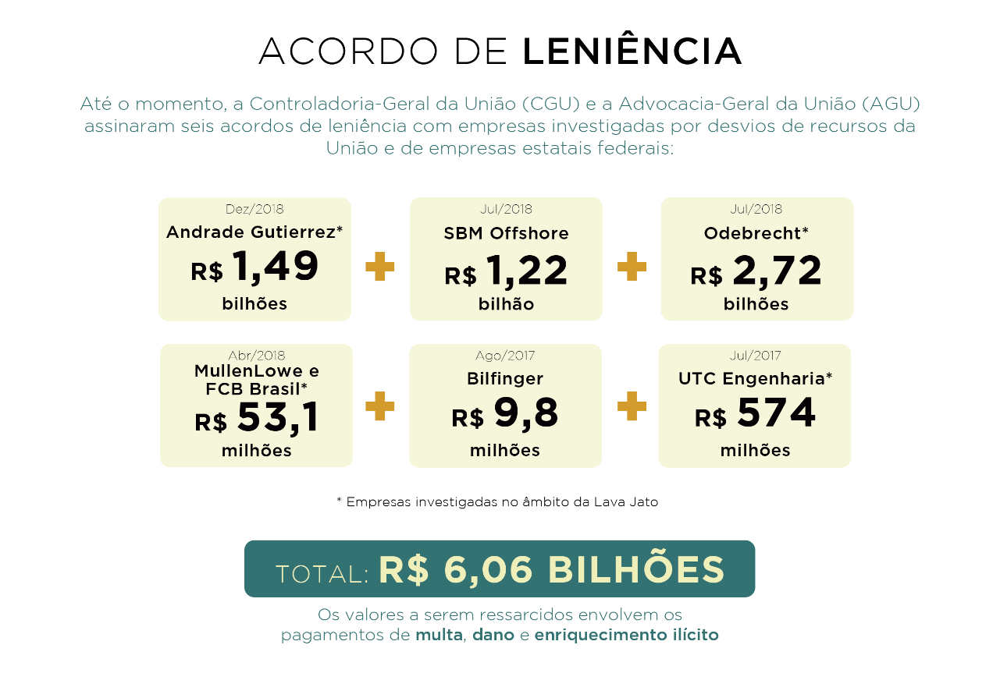 ACORDO DE LENIÊNCIA
Até o momento, a Controladoria-Geral da União (CGU) e a Advocacia-Geral da União (AGU)
assinaram seis acordos de leniência com empresas investigadas por desvios de recursos da
União e de empresas estatais federais:
Dez/2018
Andrade Gutierrez*
R$ 1,49
bilhões
+
Jul/2018
SBM Offshore
R$ 1,22
bilhão
+
Jul/2018
Odebrecht*
R$ 2,72
bilhões
Abr/2018
MullenLowe e
FCB Brasil*
R$ 53,1
milhões
+
Ago/2017
Bilfinger
R$ 9,8
milhões
+
Jul/2017
UTC Engenharia*
R$ 574
milhões
* Empresas investigadas no âmbito da Lava Jato
TOTAL: R$ 6,06 BILHÕES
Os valores a serem ressarcidos envolvem os
pagamentos de multa, dano e enriquecimento ilícito